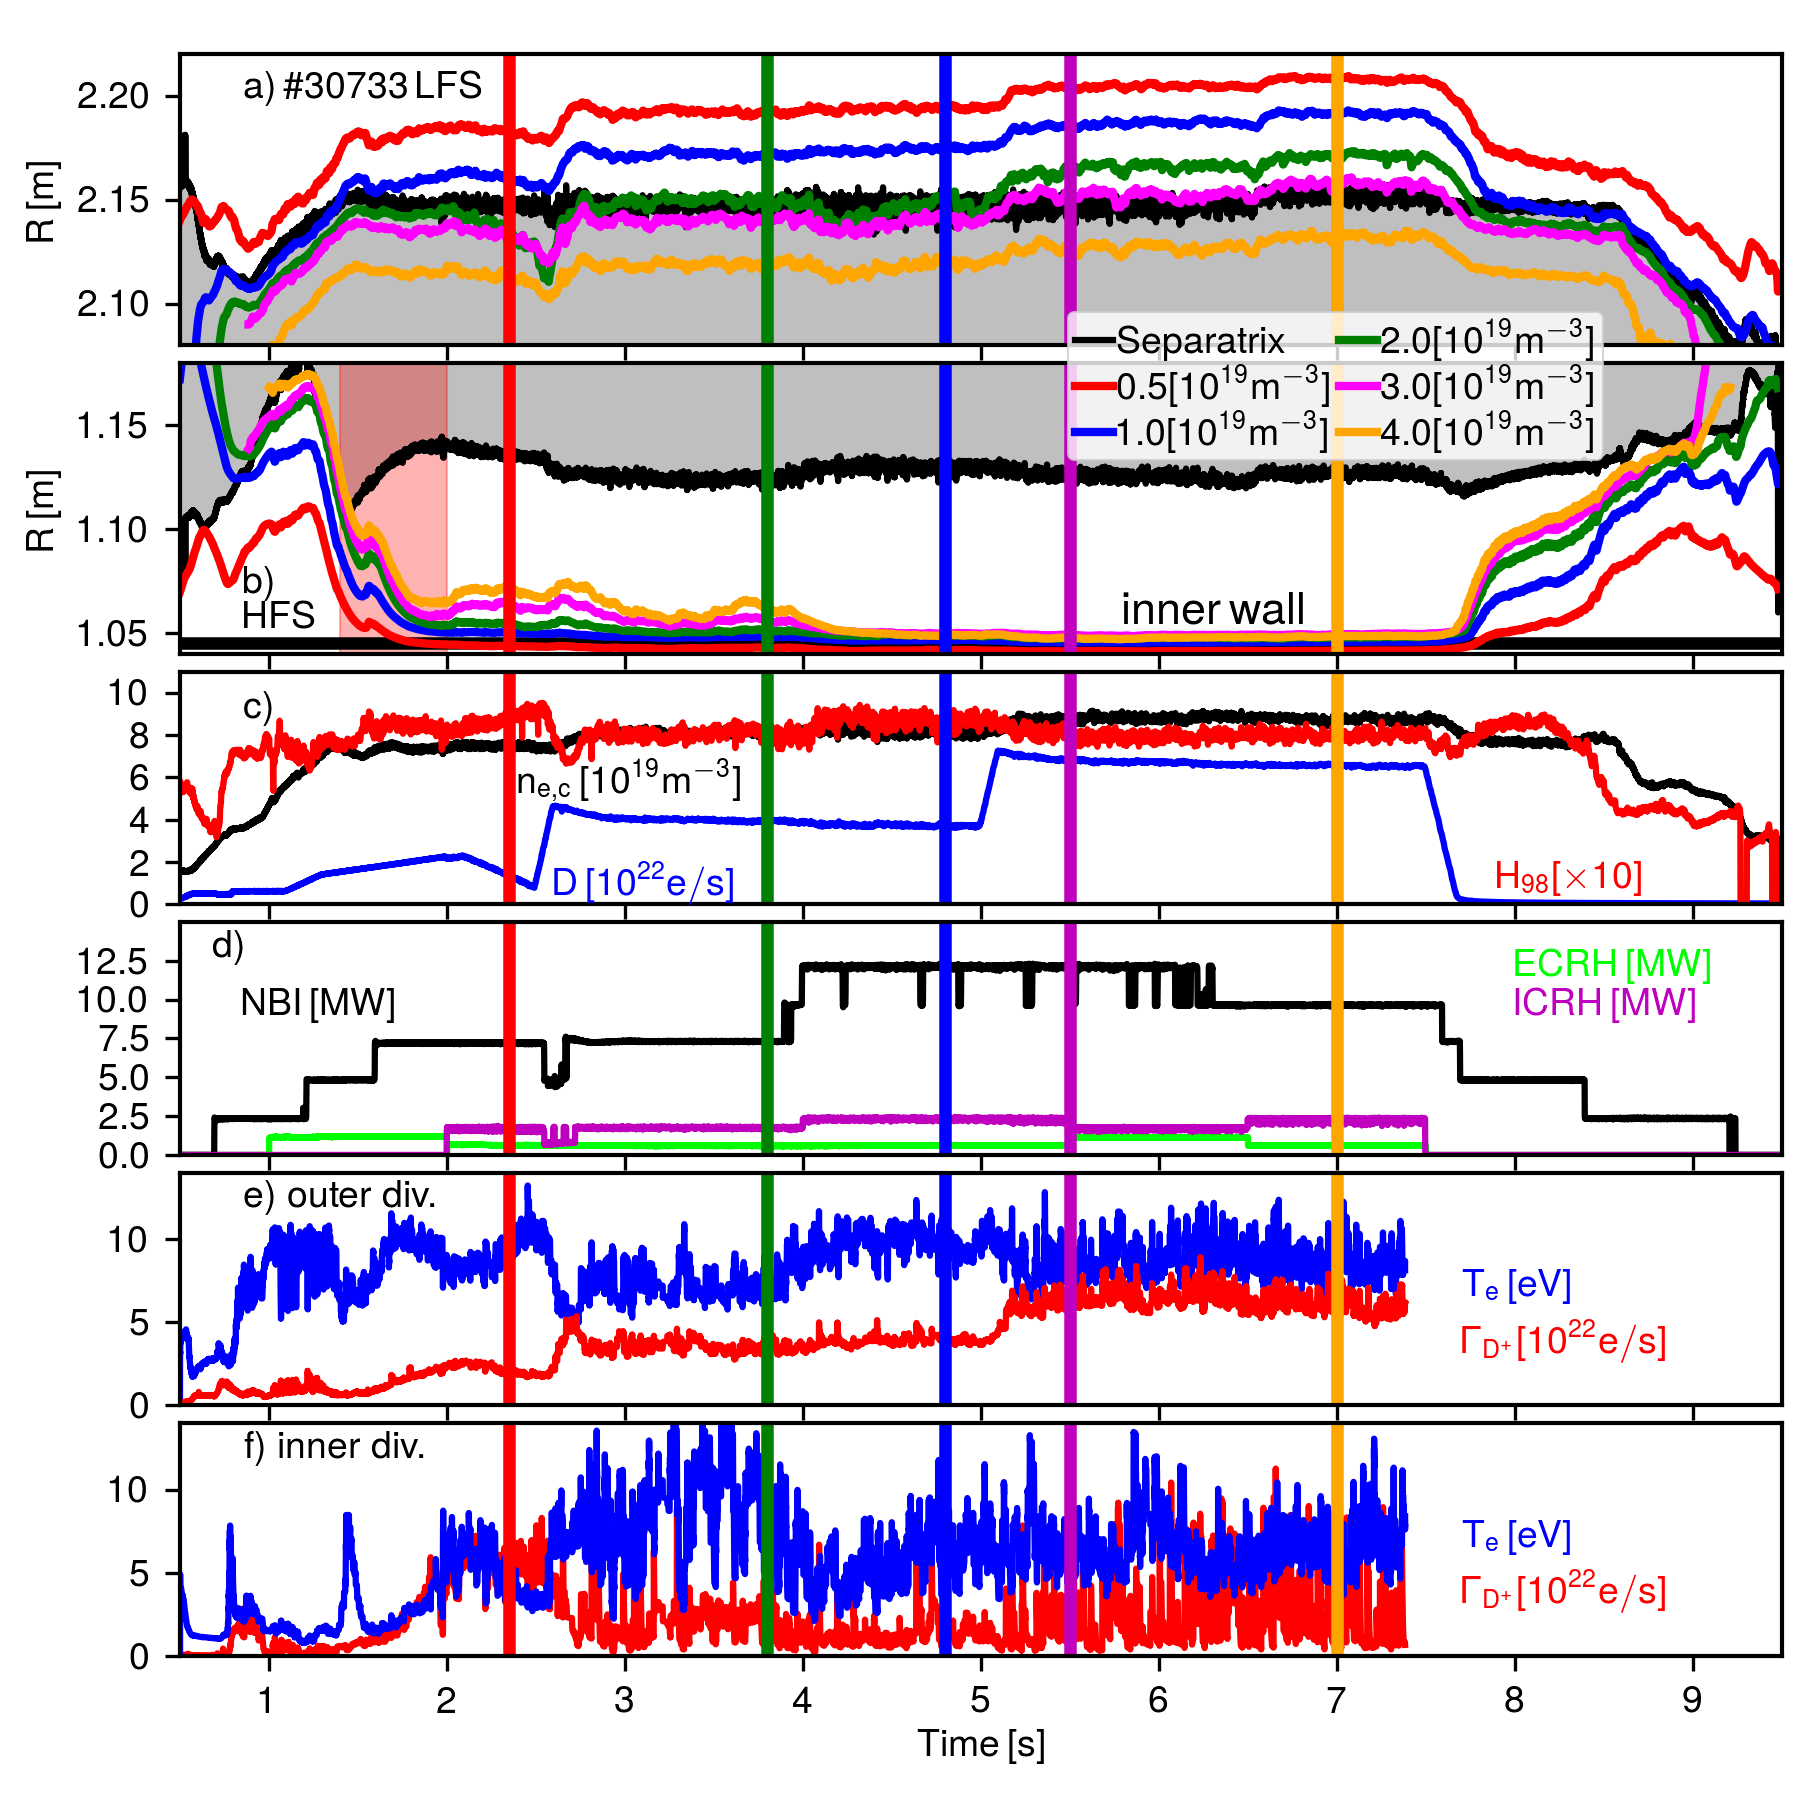 a) #30733 LFS
2.20
2.15
2.10
R [m]
Separatrix
0.5[10¹⁹m⁻³]
1.0[10¹⁹m⁻³]
2.0[10¹⁹m⁻³]
3.0[10¹⁹m⁻³]
4.0[10¹⁹m⁻³]
1.15
1.10
1.05
R [m]
b)
HFS
inner wall
10
8
6
4
2
0
c)
nₑ,c [10¹⁹m⁻³]
D [10²²e/s]
H₉₈[×10]
12.5
10.0
7.5
5.0
2.5
0.0
d)
NBI [MW]
ECRH [MW]
ICRH [MW]
10
5
0
e) outer div.
Tₑ [eV]
Γ_D⁺ [10²²e/s]
10
5
0
f) inner div.
Tₑ [eV]
Γ_D⁺ [10²²e/s]
1 2 3 4 5 6 7 8 9
Time [s]